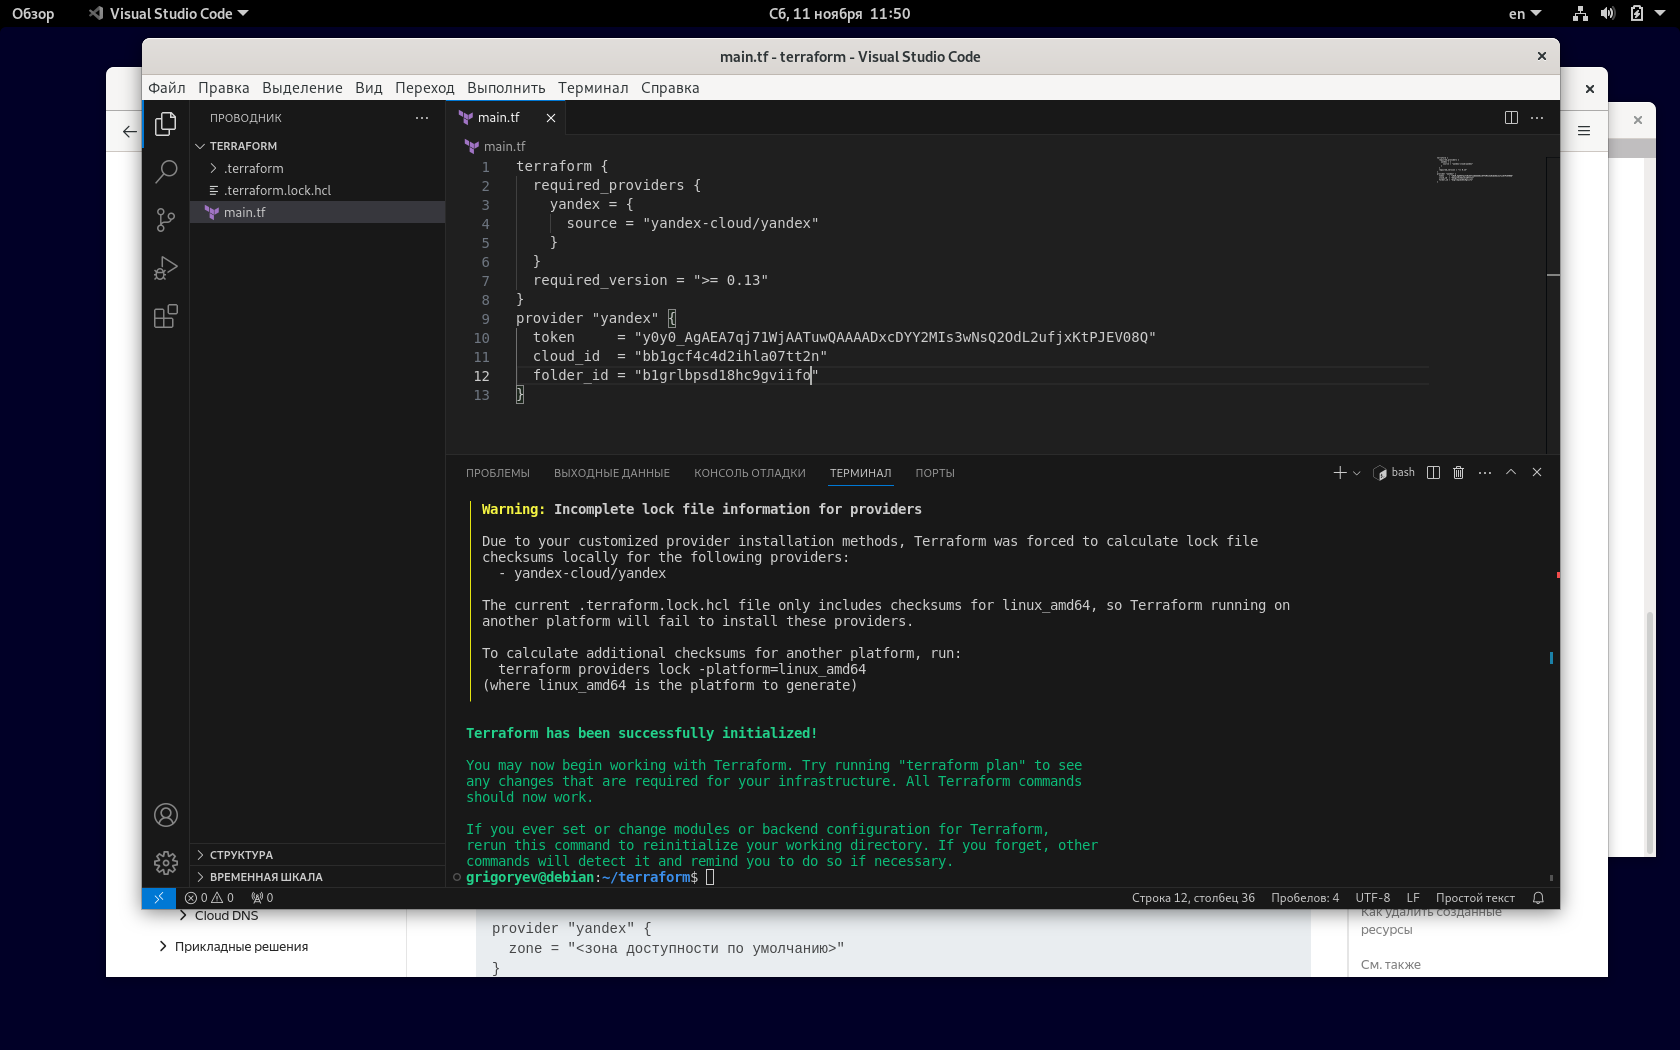 Обзор
Visual Studio Code
Сб, 11 ноября 11:50
en
main.tf - terraform - Visual Studio Code
Файл Правка Выделение Вид Переход Выполнить Терминал Справка
ПРОВОДНИК
TERRAFORM
.terraform
.terraform.lock.hcl
main.tf
СТРУКТУРА
ВРЕМЕННАЯ ШКАЛА
main.tf
main.tf
1 terraform {
2 required_providers {
3 yandex = {
4 source = "yandex-cloud/yandex"
5 }
6 }
7 required_version = ">= 0.13"
8 }
9 provider "yandex" {
10 token = "y0y0_AgAEA7qj71WjAATuwQAAAADxcDYY2MIs3wNsQ2OdL2ufjxKtPJEV08Q"
11 cloud_id = "bb1gcf4c4d2ihla07tt2n"
12 folder_id = "b1grlbpsd18hc9gviifo"
13 }
ПРОБЛЕМЫ ВЫХОДНЫЕ ДАННЫЕ КОНСОЛЬ ОТЛАДКИ ТЕРМИНАЛ ПОРТЫ
bash
Warning: Incomplete lock file information for providers
Due to your customized provider installation methods, Terraform was forced to calculate lock file
checksums locally for the following providers:
- yandex-cloud/yandex
The current .terraform.lock.hcl file only includes checksums for linux_amd64, so Terraform running on
another platform will fail to install these providers.
To calculate additional checksums for another platform, run:
terraform providers lock -platform=linux_amd64
(where linux_amd64 is the platform to generate)
Terraform has been successfully initialized!
You may now begin working with Terraform. Try running "terraform plan" to see
any changes that are required for your infrastructure. All Terraform commands
should now work.
If you ever set or change modules or backend configuration for Terraform,
rerun this command to reinitialize your working directory. If you forget, other
commands will detect it and remind you to do so if necessary.
grigoryev@debian:~/terraform$
0 0 0
Строка 12, столбец 36 Пробелов: 4 UTF-8 LF Простой текст
Cloud DNS
Прикладные решения
provider "yandex" {
zone = "<зона доступности по умолчанию>"
}
Как удалить созданные
ресурсы
См. также